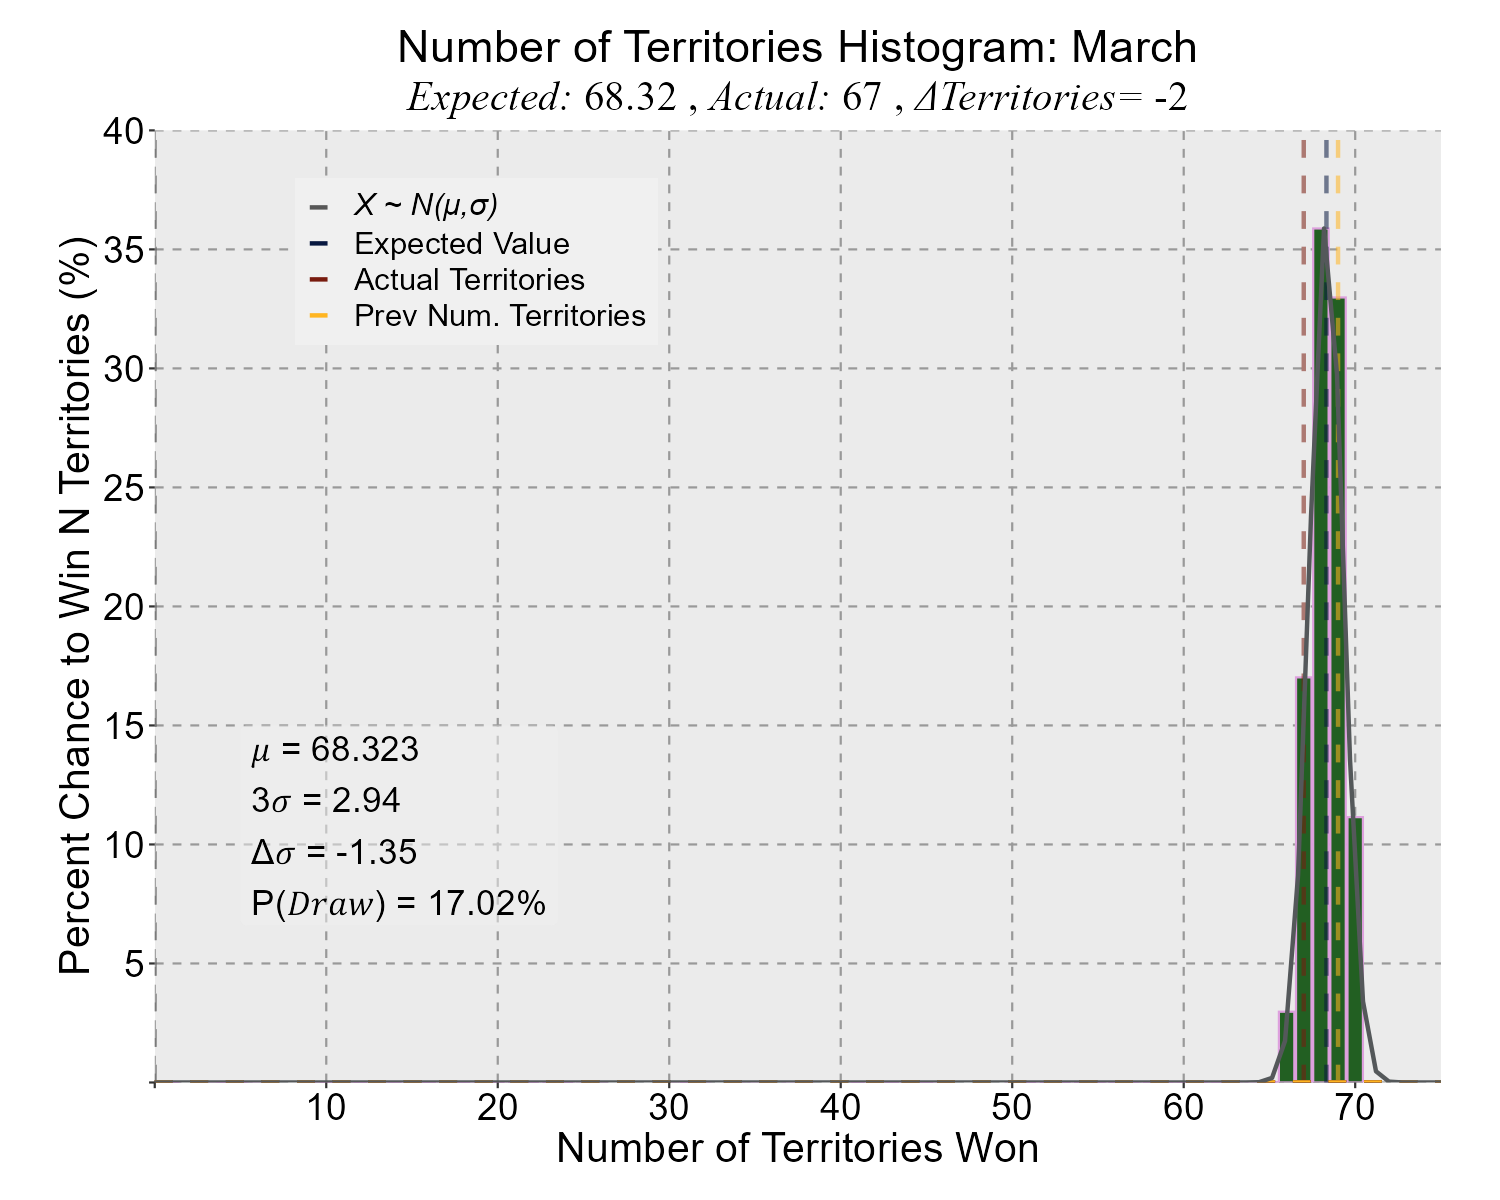 Number of Territories Histogram: March
Expected: 68.32 , Actual: 67 , ΔTerritories= -2
Percent Chance to Win N Territories (%)
40
35
30
25
20
15
10
5
X ~ N(μ,σ)
Expected Value
Actual Territories
Prev Num. Territories
μ = 68.323
3σ = 2.94
Δσ = -1.35
P(Draw) = 17.02%
10 20 30 40 50 60 70
Number of Territories Won